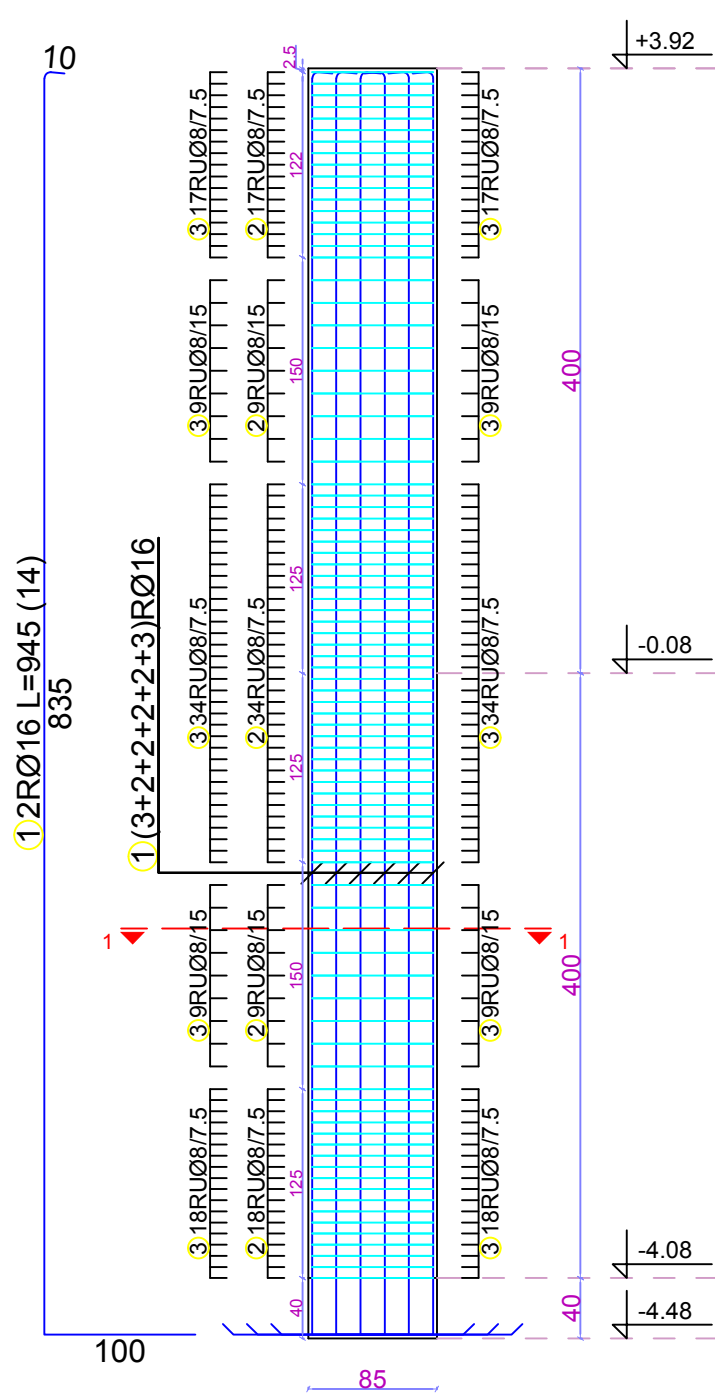 10
2.5
+3.92
3 17RUØ8/7.5
2 17RUØ8/7.5
122
3 17RUØ8/7.5
3 9RUØ8/15
2 9RUØ8/15
150
3 9RUØ8/15
400
1 2RØ16 L=945 (14)
835
1 (3+2+2+2+2+3)RØ16
3 34RUØ8/7.5
2 34RUØ8/7.5
125
125
3 34RUØ8/7.5
-0.08
1
1
3 9RUØ8/15
2 9RUØ8/15
150
3 9RUØ8/15
400
3 18RUØ8/7.5
2 18RUØ8/7.5
125
3 18RUØ8/7.5
-4.08
40
40
-4.48
100
85